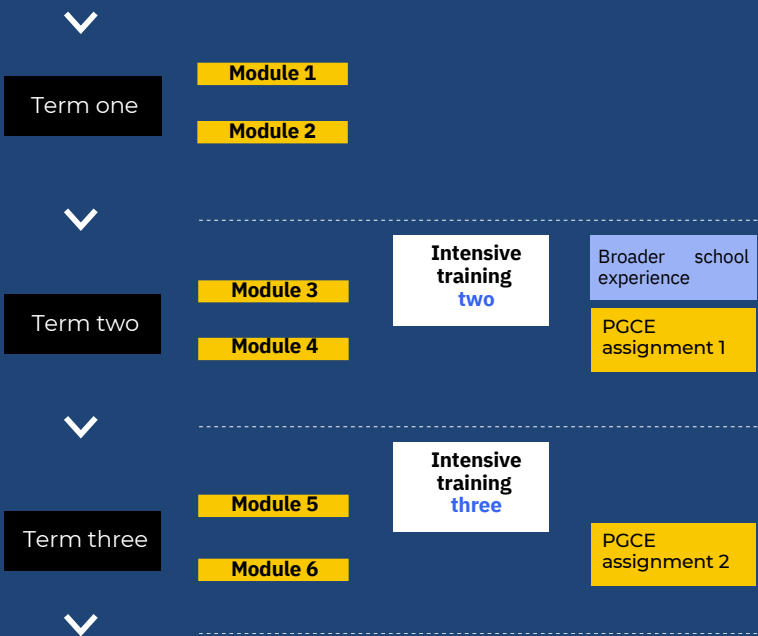 Module 1
Term one
Module 2
Intensive
training
two
Broader school
experience
Module 3
Term two
PGCE
assignment 1
Module 4
Intensive
training
three
Module 5
Term three
PGCE
assignment 2
Module 6